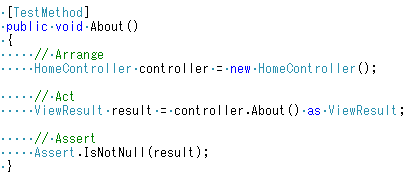 [TestMethod]
public void About()
{
    // Arrange
    HomeController controller = new HomeController();

    // Act
    ViewResult result = controller.About() as ViewResult;

    // Assert
    Assert.IsNotNull(result);
}